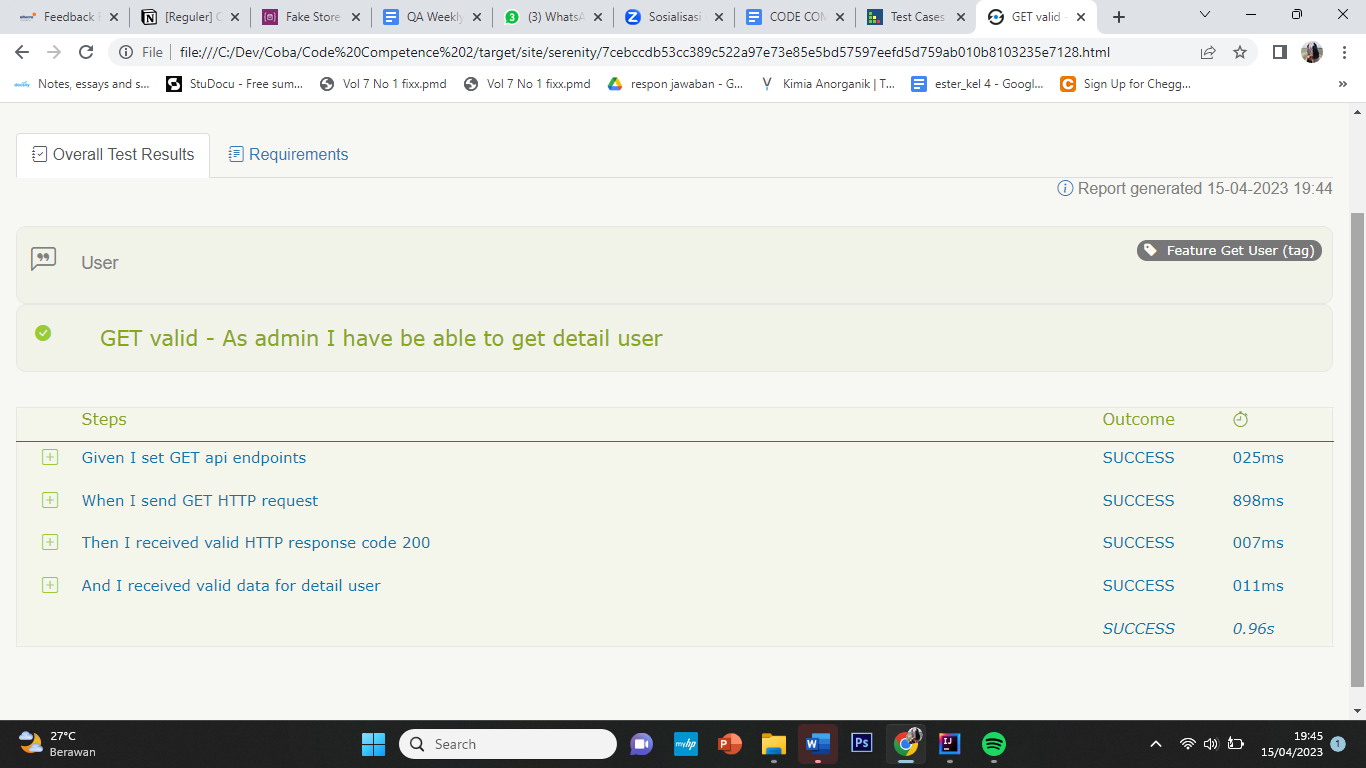 Feedback
[Reguler] C
Fake Store
QA Weekly
(3) WhatsA
Sosialisasi
CODE COM
Test Cases
GET valid -
File
file:///C:/Dev/Coba/Code%20Competence%202/target/site/serenity/7cebccdb53cc389c522a97e73e85e5bd57597eefd5d759ab010b8103235e7128.html
Notes, essays and s...
StuDocu - Free sum...
Vol 7 No 1 fixx.pmd
Vol 7 No 1 fixx.pmd
respon jawaban - G...
Kimia Anorganik | T...
ester_kel 4 - Googl...
Sign Up for Chegg...
»
Overall Test Results
Requirements
Report generated 15-04-2023 19:44
User
Feature Get User (tag)
GET valid - As admin I have be able to get detail user
Steps Outcome
Given I set GET api endpoints SUCCESS 025ms
When I send GET HTTP request SUCCESS 898ms
Then I received valid HTTP response code 200 SUCCESS 007ms
And I received valid data for detail user SUCCESS 011ms
SUCCESS 0.96s
27°C
Berawan
Search
19:45
15/04/2023
1